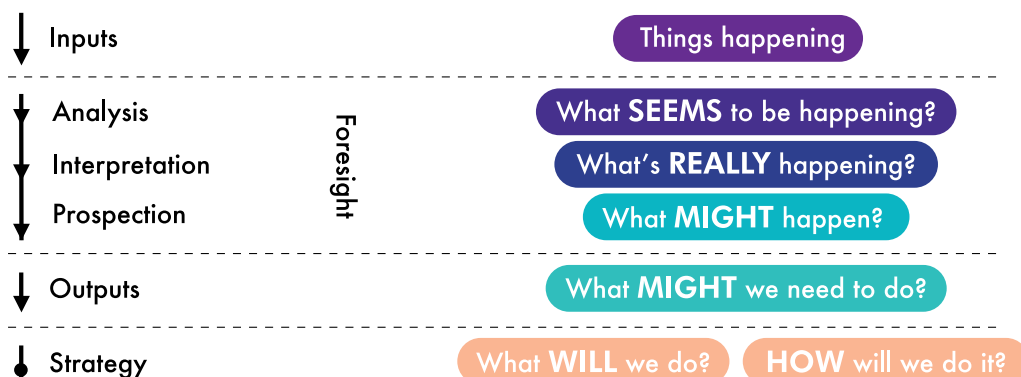 Inputs
Things happening
Analysis
What SEEMS to be happening?
Foresight
Interpretation
What's REALLY happening?
Prospection
What MIGHT happen?
Outputs
What MIGHT we need to do?
Strategy
What WILL we do?
HOW will we do it?